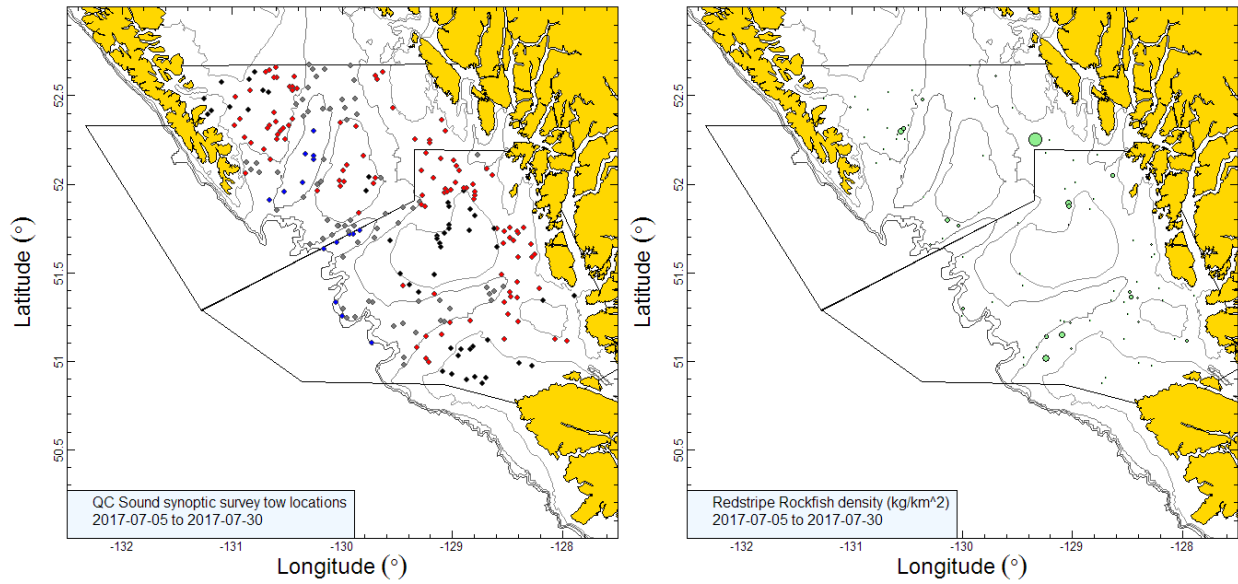 52.5
52
51.5
51
50.5
Latitude (°)
QC Sound synoptic survey tow locations
2017-07-05 to 2017-07-30
-132
-131
-130
-129
-128
Longitude (°)
52.5
52
51.5
51
50.5
Latitude (°)
Redstripe Rockfish density (kg/km^2)
2017-07-05 to 2017-07-30
-132
-131
-130
-129
-128
Longitude (°)